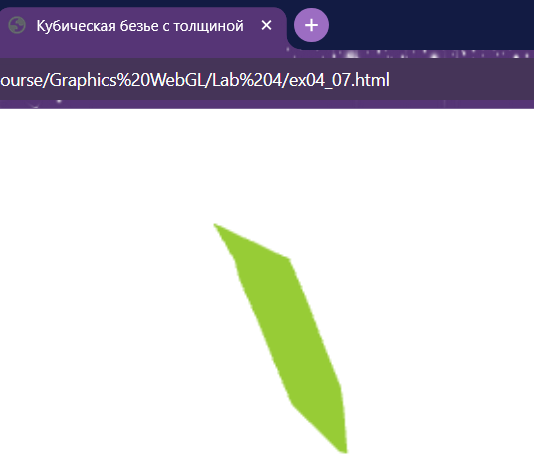 Кубическая безье с толщиной
ourse/Graphics%20WebGL/Lab%204/ex04_07.html